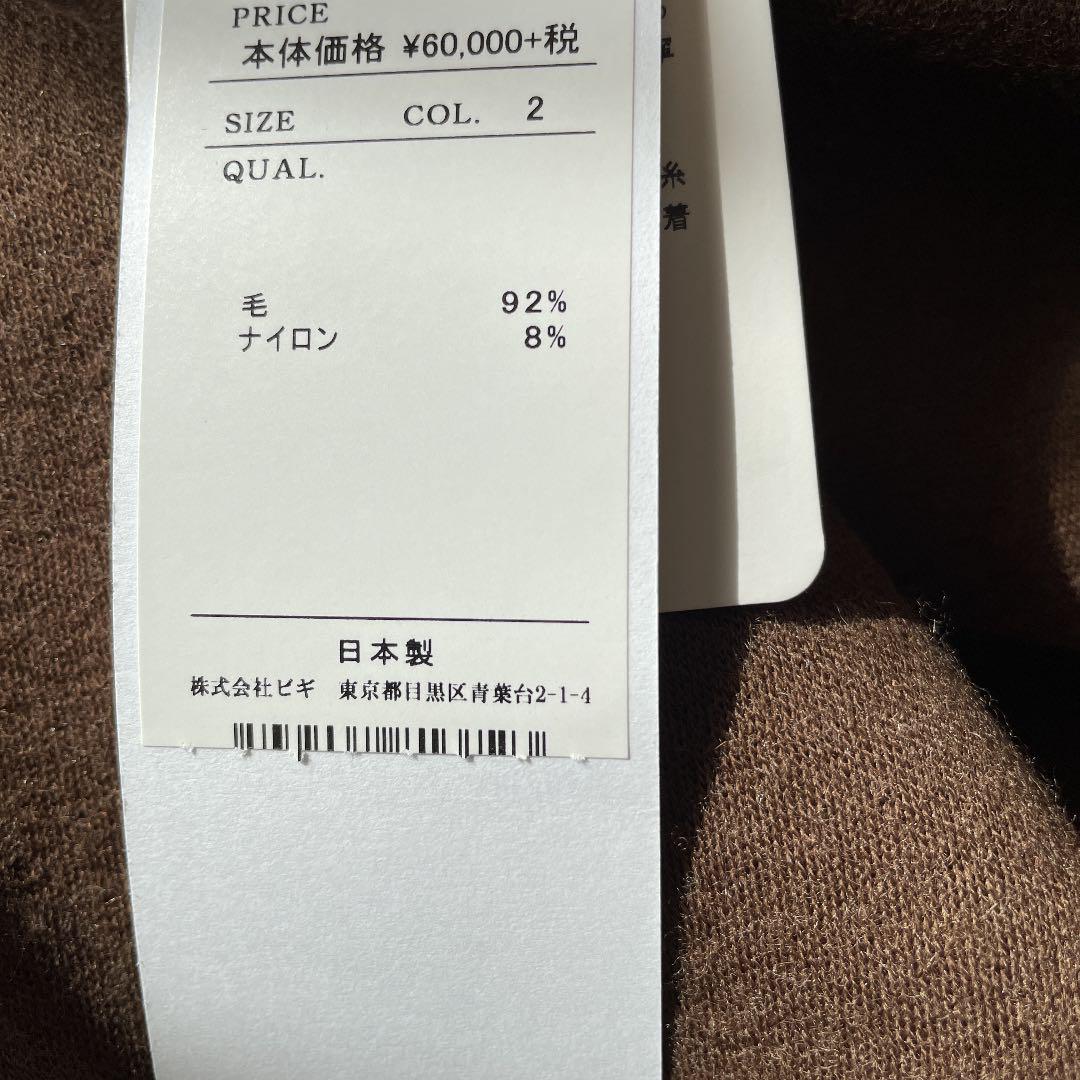 PRICE
本体価格 ¥60,000+税
SIZE COL. 2
QUAL.
毛 92%
ナイロン 8%
日本製
株式会社ビギ 東京都目黒区青葉台2-1-4
糸
着